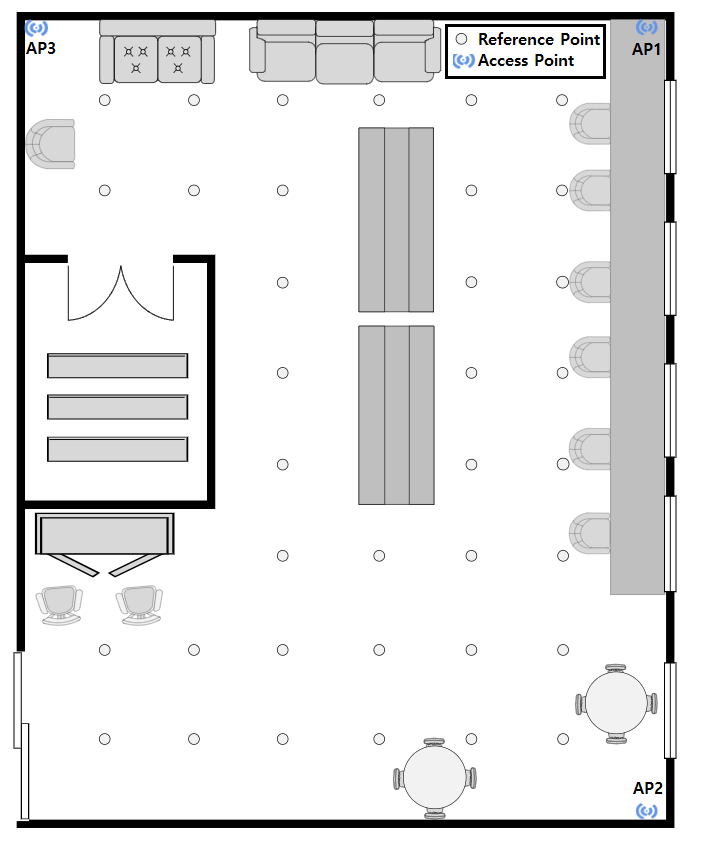 AP3
Reference Point
Access Point
AP1
AP2